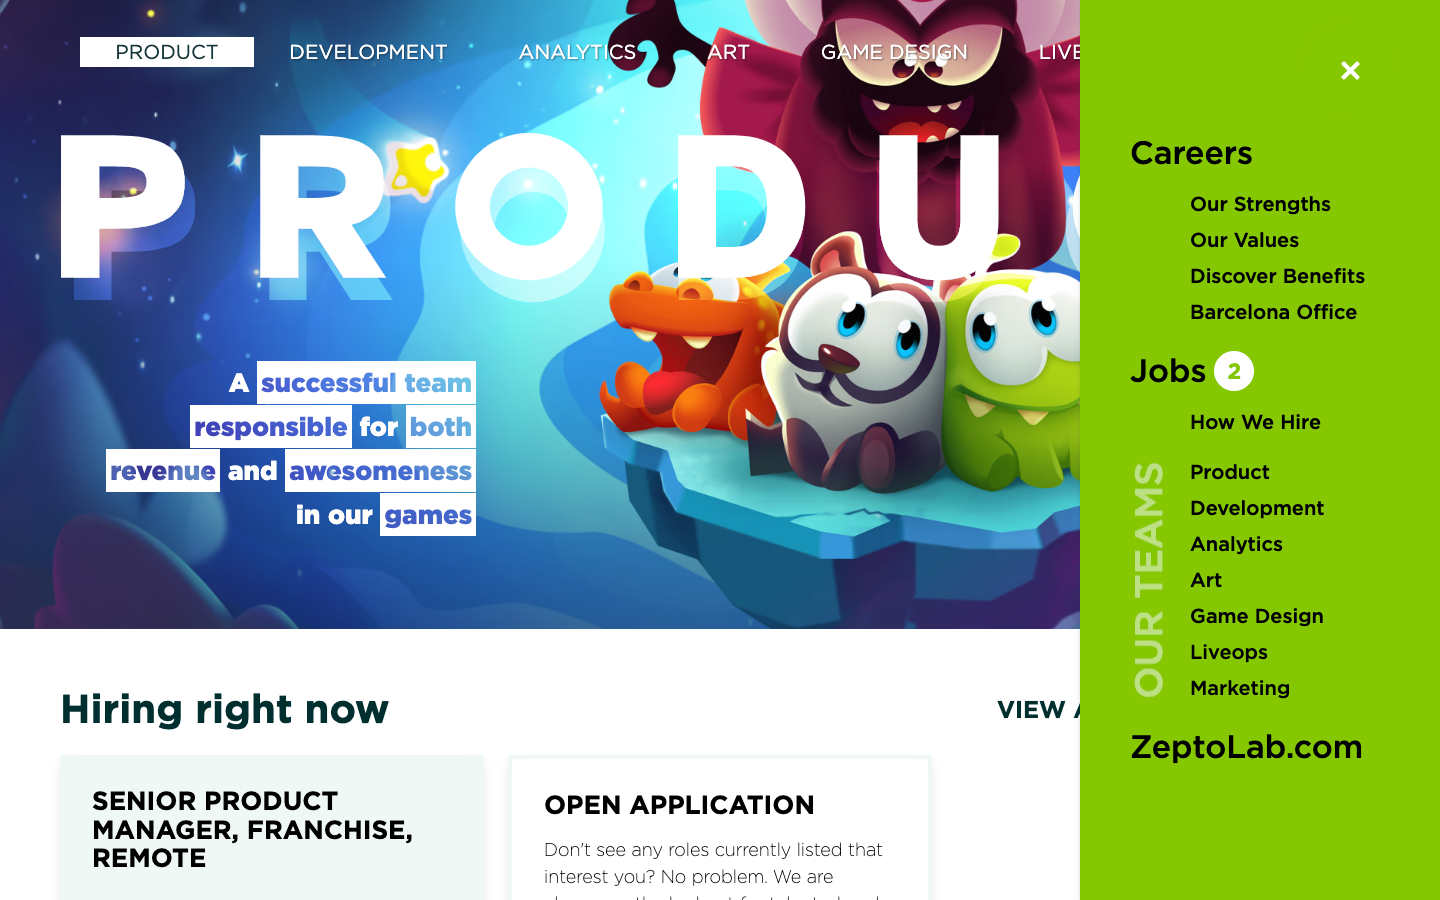 PRODUCT
DEVELOPMENT
ANALYTICS
ART
GAME DESIGN
LIVE
PRODU
A successful team
responsible for both
revenue and awesomeness
in our games
Hiring right now
VIEW
SENIOR PRODUCT
MANAGER, FRANCHISE,
REMOTE
OPEN APPLICATION
Don't see any roles currently listed that
interest you? No problem. We are
×
Careers
Our Strengths
Our Values
Discover Benefits
Barcelona Office
Jobs 2
How We Hire
OUR TEAMS
Product
Development
Analytics
Art
Game Design
Liveops
Marketing
ZeptoLab.com